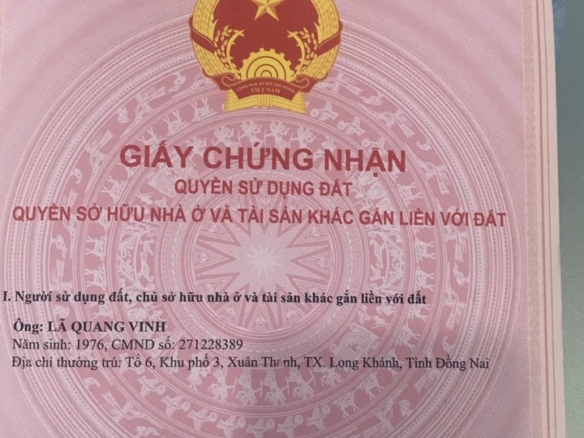 VIỆT NAM
GIẤY CHỨNG NHẬN
QUYỀN SỬ DỤNG ĐẤT
QUYỀN SỞ HỮU NHÀ Ở VÀ TÀI SẢN KHÁC GẮN LIỀN VỚI ĐẤT
I. Người sử dụng đất, chủ sở hữu nhà ở và tài sản khác gắn liền với đất
Ông: LÃ QUANG VINH
Năm sinh: 1976, CMND số: 271228389
Địa chỉ thường trú: Tổ 6, Khu phố 3, Xuân TX. Long Khánh, Tỉnh Đồng Nai